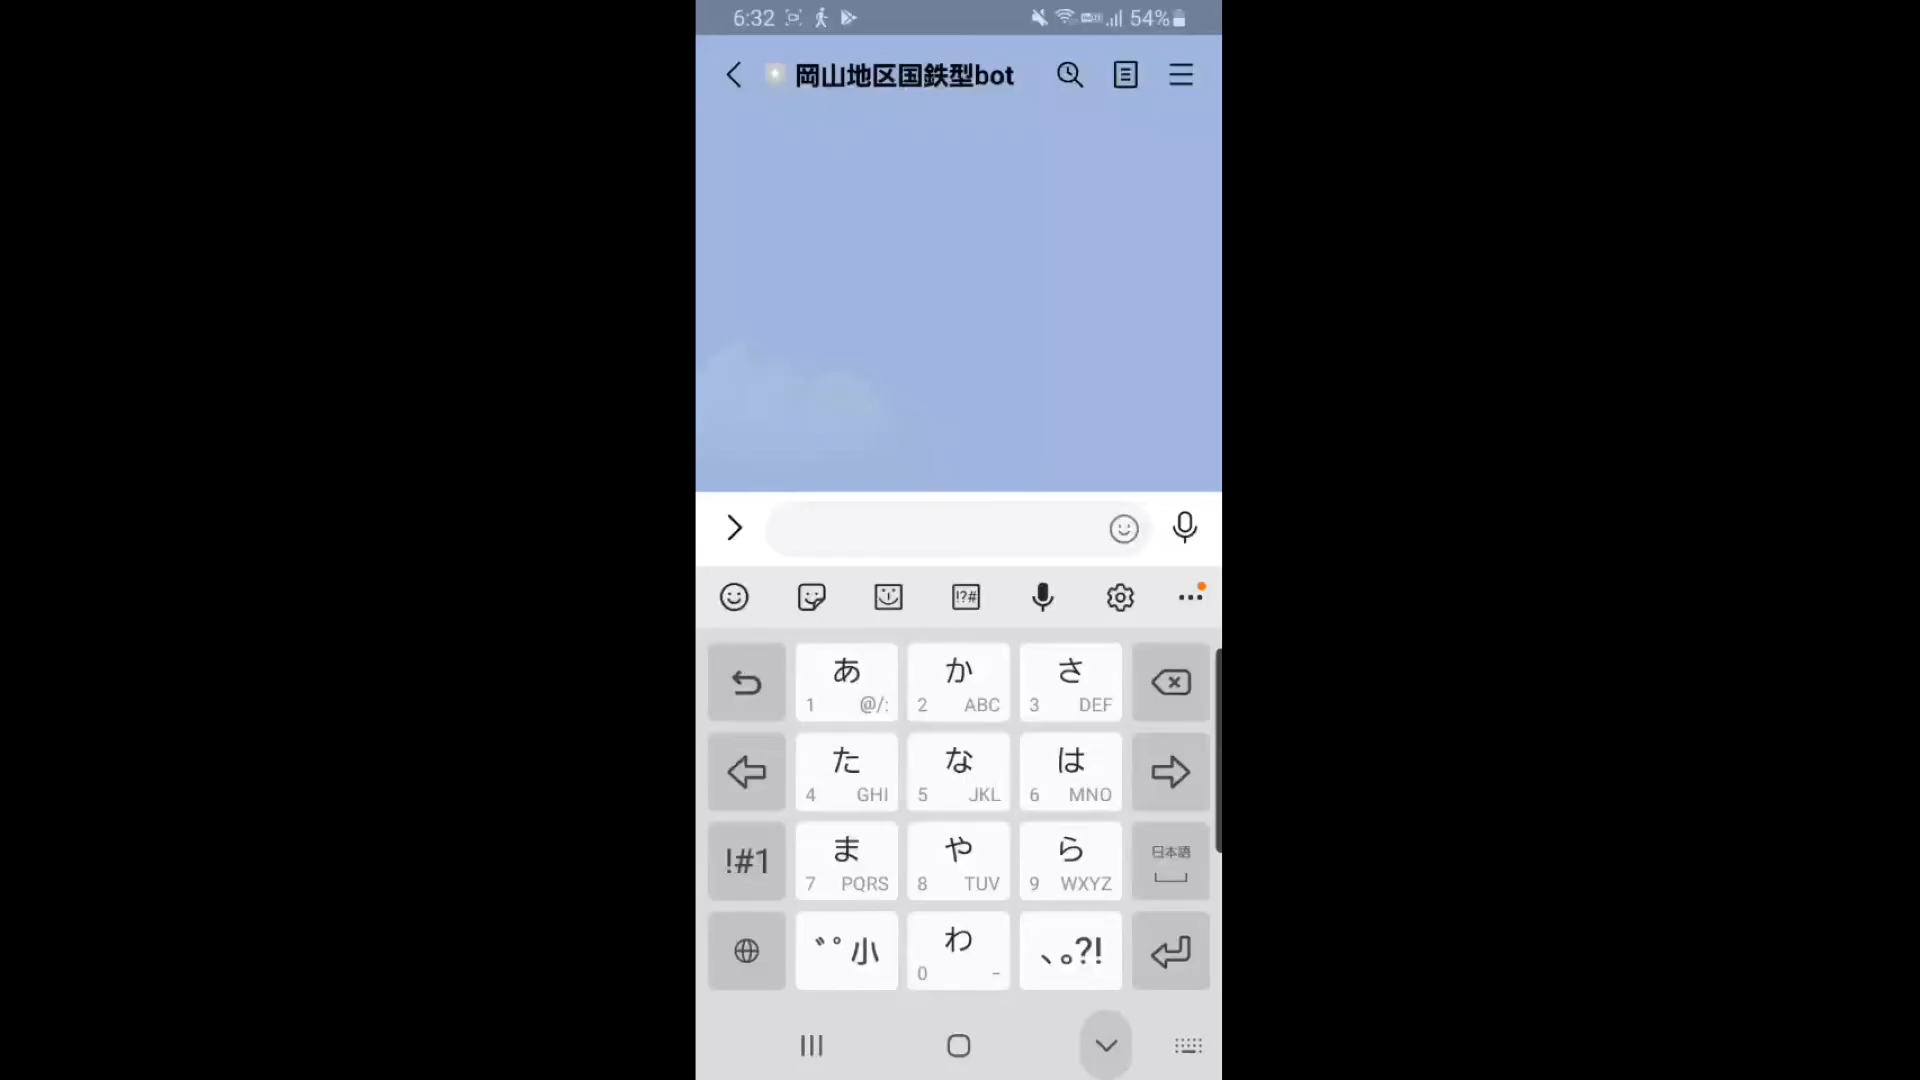 6:32 54%
岡山地区国鉄型bot
!?#
あ か さ
1 @/: 2 ABC 3 DEF
た な は
4 GHI 5 JKL 6 MNO
!#1 ま や ら 日本語
7 PQRS 8 TUV 9 WXYZ
゛゜小 わ 、。?!
0 -